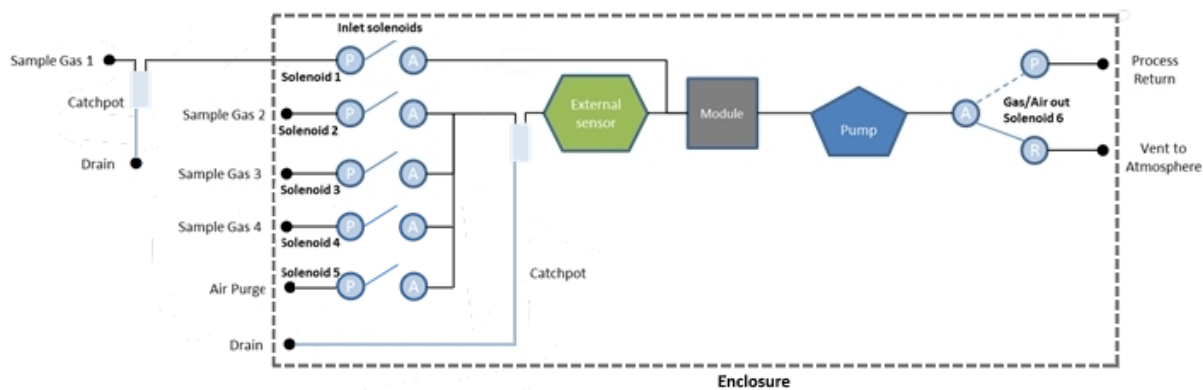 Inlet solenoids
Sample Gas 1
P A
Solenoid 1
Catchpot
Sample Gas 2
P A
Solenoid 2
Drain
Sample Gas 3
P A
Solenoid 3
Sample Gas 4
P A
Solenoid 4
Solenoid 5
Air Purge
P A
Drain
Catchpot
External
sensor
Module
Pump
A
P
Process
Return
Gas/Air out
Solenoid 6
R
Vent to
Atmosphere
Enclosure